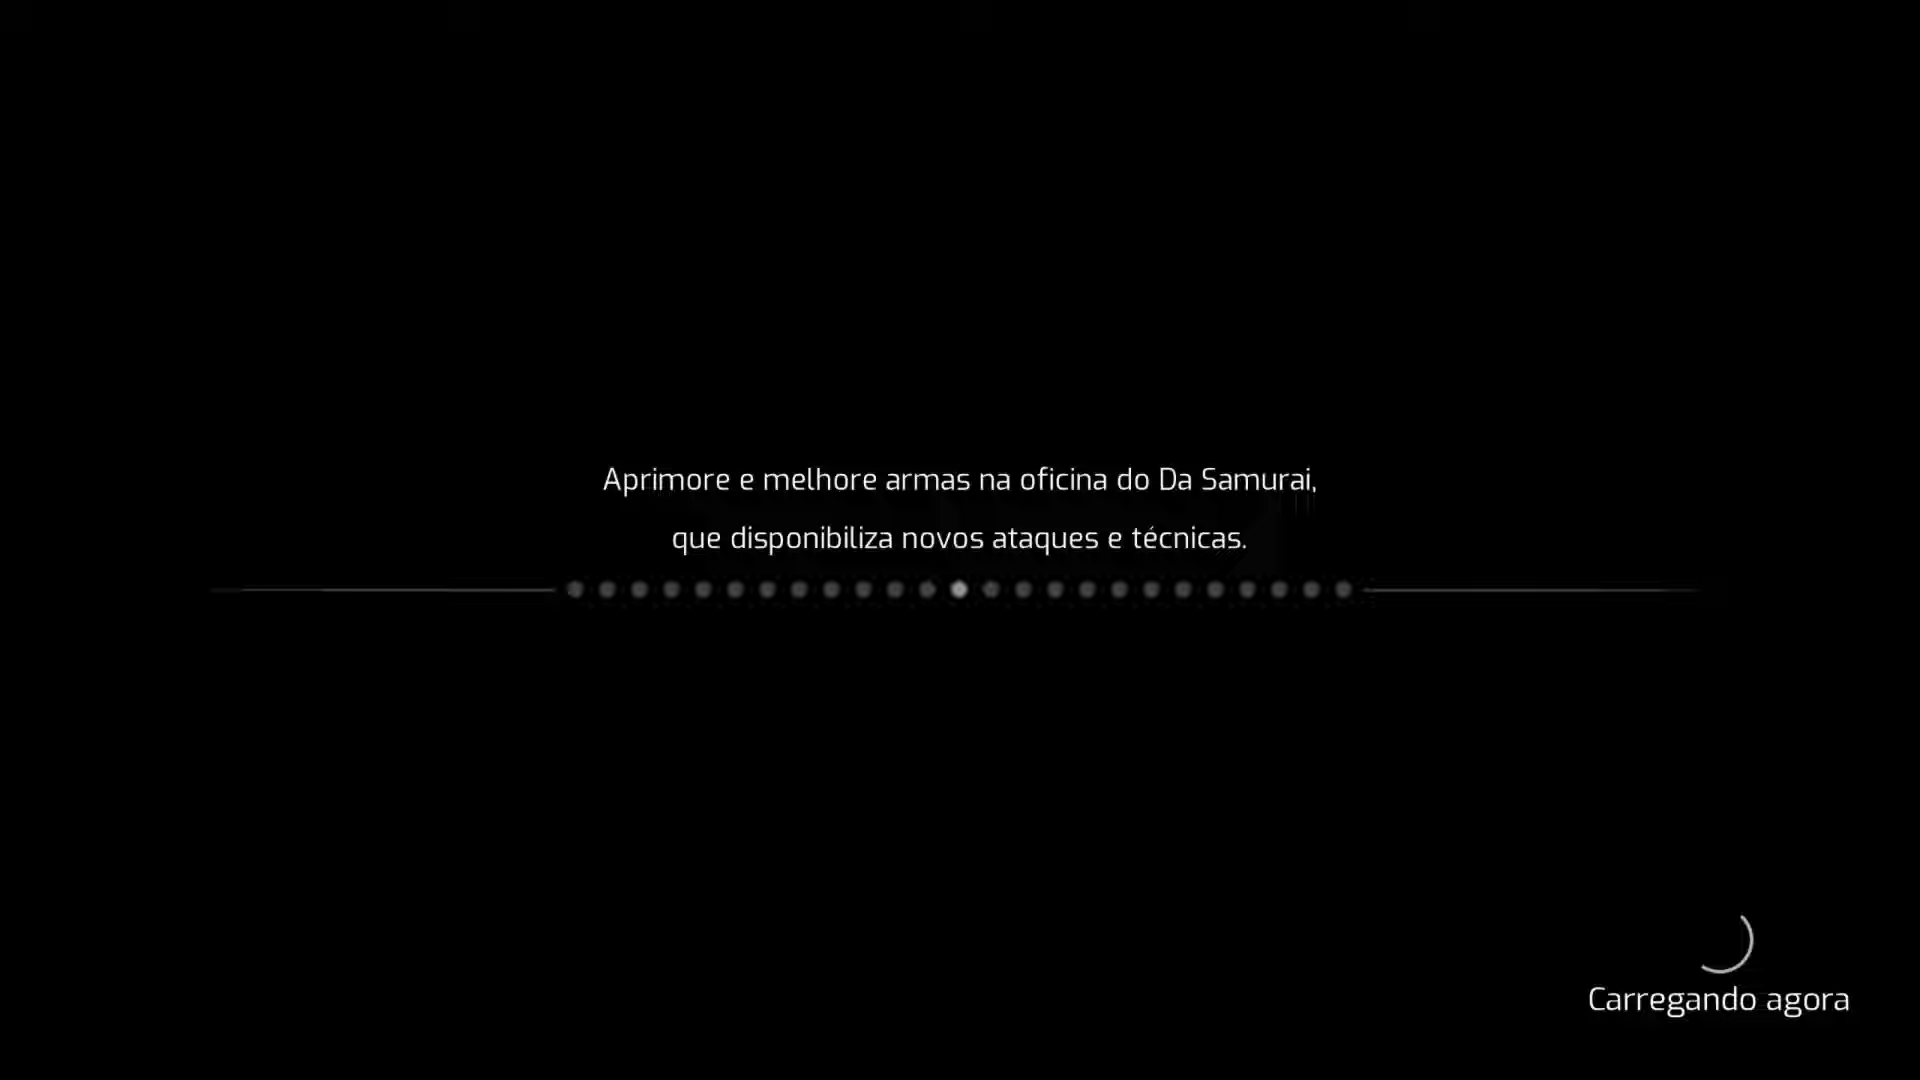 Aprimore e melhore armas na oficina do Da Samurai,
que disponibiliza novos ataques e técnicas.
Carregando agora